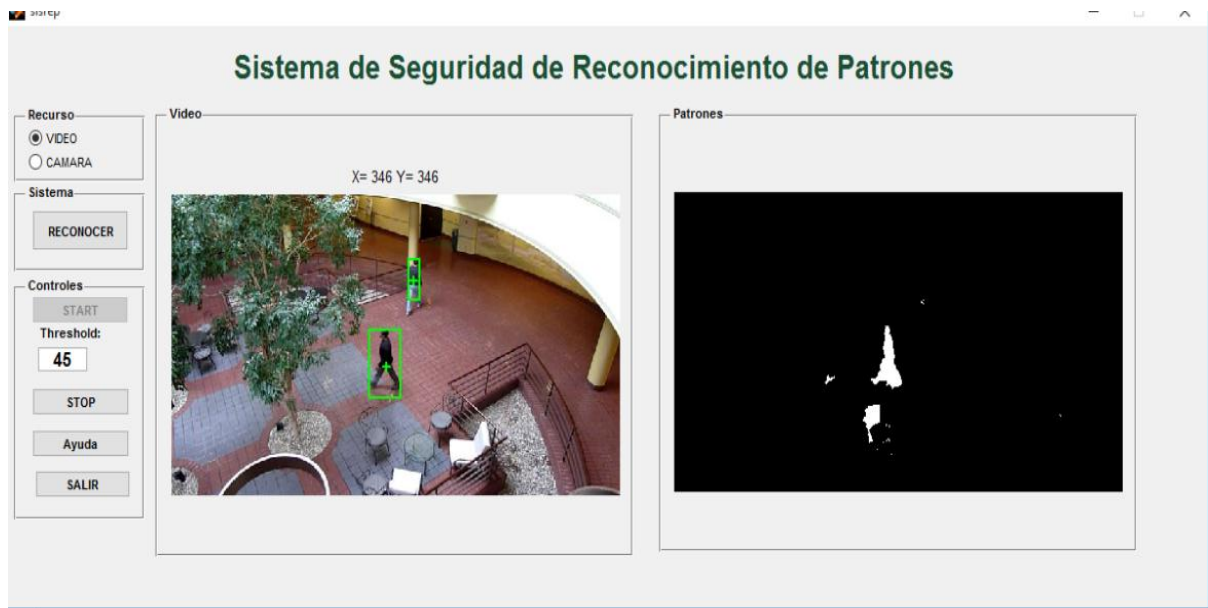 sisrep
Sistema de Seguridad de Reconocimiento de Patrones
Recurso
VIDEO
CAMARA
Sistema
RECONOCER
Controles
START
Threshold:
45
STOP
Ayuda
SALIR
Video
X= 346 Y= 346
Patrones